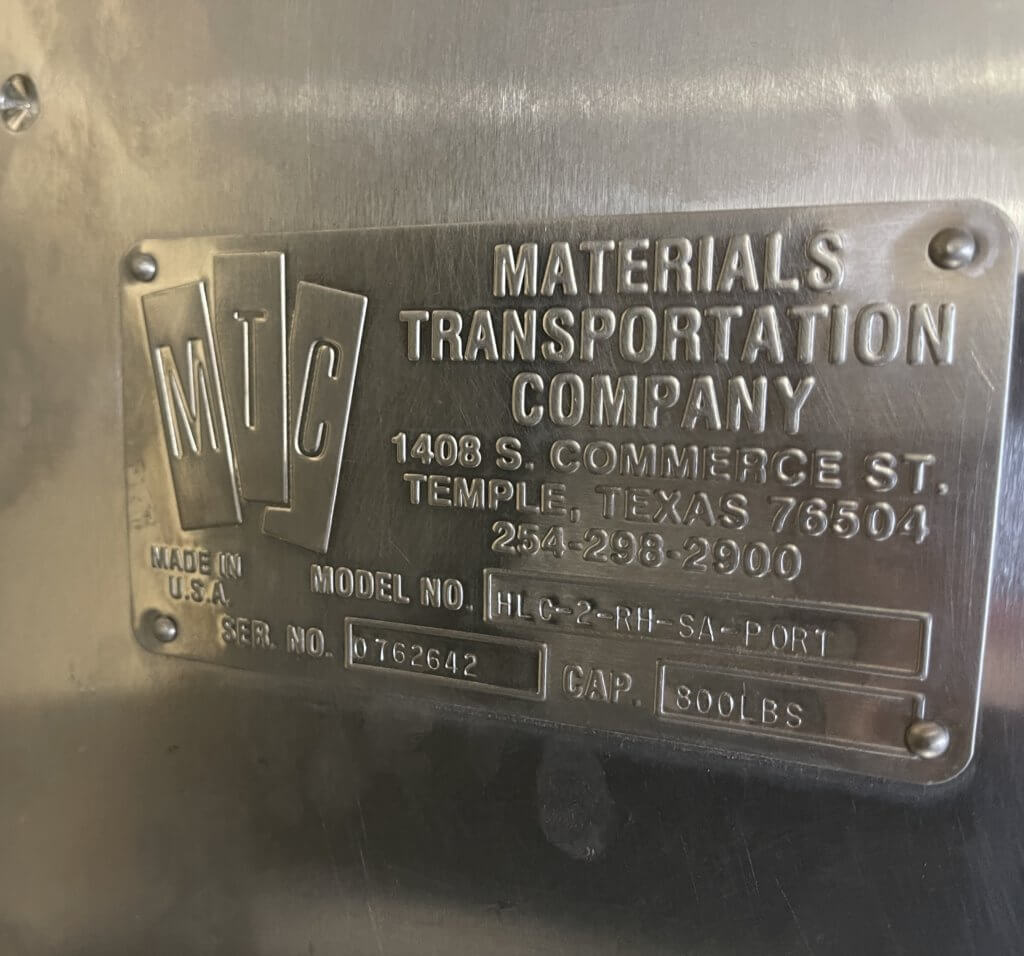 MTC
MATERIALS
TRANSPORTATION
COMPANY
1408 S. COMMERCE ST.
TEMPLE, TEXAS 76504
254-298-2900
MADE IN
U.S.A.
MODEL NO. HLC-2-RH-SA-PORT
SER. NO. 0762642 CAP. 800LBS